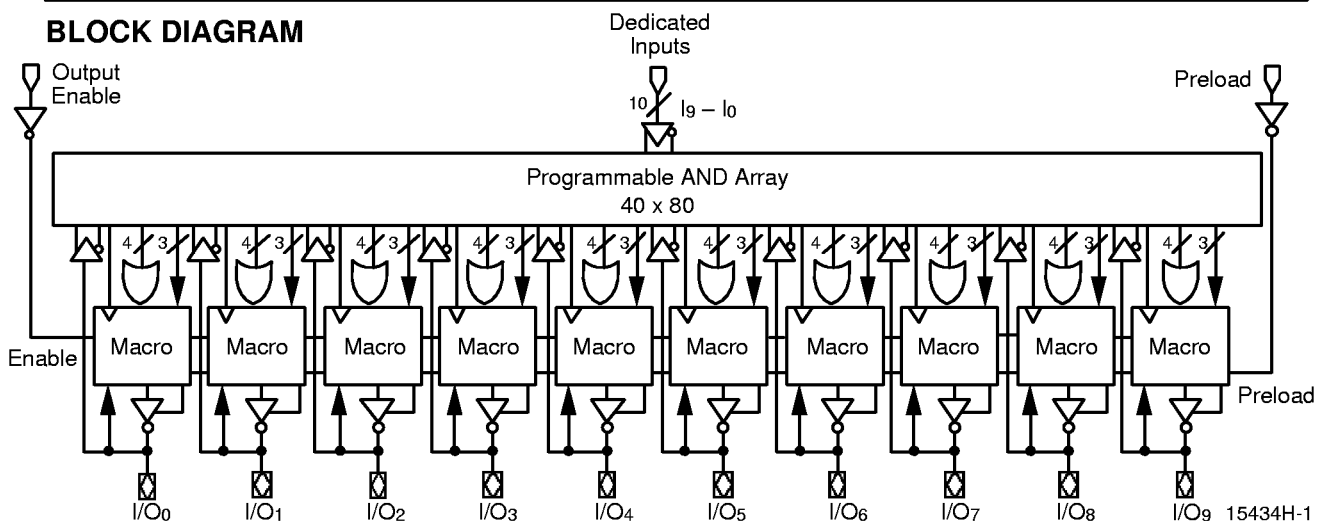 BLOCK DIAGRAM
Dedicated
Inputs
Output
Enable
Preload
10
I9 – I0
Programmable AND Array
40 x 80
4 3 4 3 4 3 4 3 4 3 4 3 4 3 4 3 4 3 4 3
Macro Macro Macro Macro Macro Macro Macro Macro Macro Macro
Enable
Preload
I/O0 I/O1 I/O2 I/O3 I/O4 I/O5 I/O6 I/O7 I/O8 I/O9
15434H-1